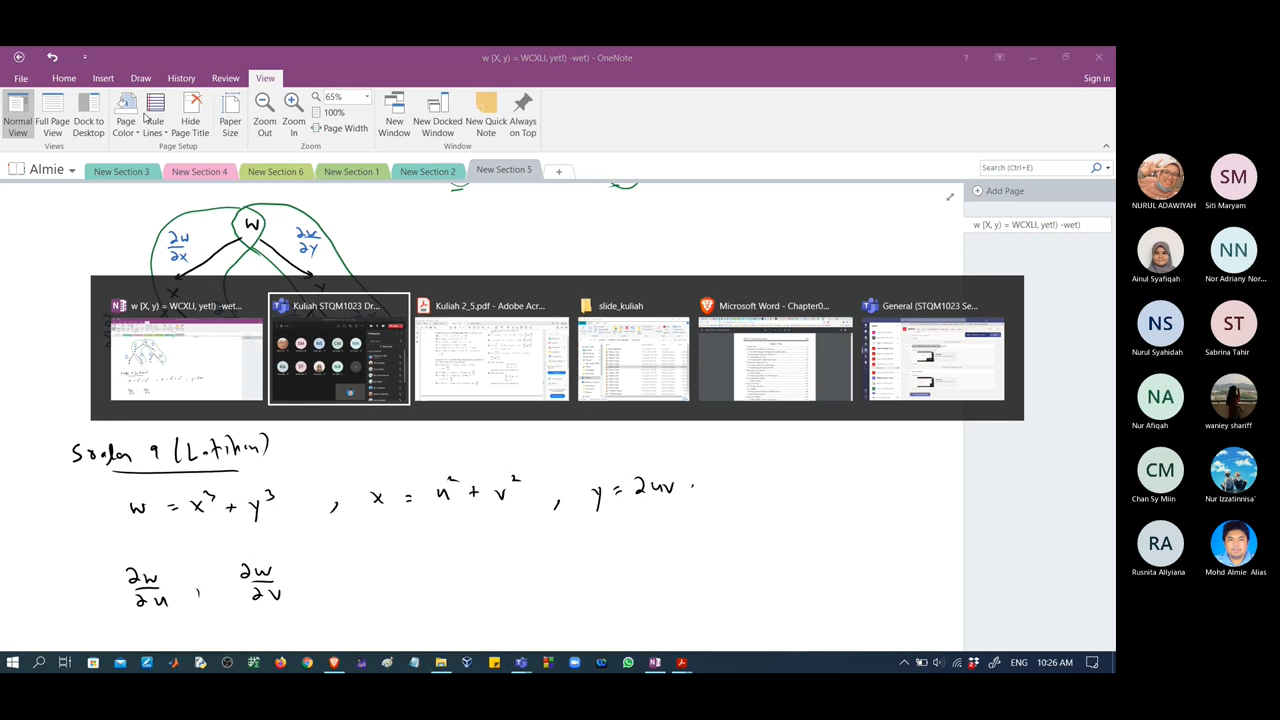 w [X, y) = WCXLI, yet!) -wet) - OneNote
?
Sign in
File Home Insert Draw History Review View
65%
100%
Page Width
Normal View
Full Page View
Dock to Desktop
Page Color
Rule Lines
Hide Page Title
Paper Size
Zoom Out
Zoom In
New Window
New Docked Window
New Quick Note
Always on Top
Views
Page Setup
Zoom
Window
Almie
New Section 3
New Section 4
New Section 6
New Section 1
New Section 2
New Section 5
+
Search (Ctrl+E)
Add Page
w [X, y) = WCXLI, yet!) -wet)
w
∂w/∂x
∂w/∂y
x
y
w [X, y) = WCXLI, yet!) -wet...
Kuliah STQM1023 Dr...
Kuliah 2_5.pdf - Adobe Acr...
slide_kuliah
Microsoft Word - Chapter0...
General (STQM1023 Se...
Soalan 9 (Latihan)
w = x³ + y³ , x = u² + v² , y = 2uv .
∂w/∂u , ∂w/∂v
NURUL ADAWIYAH
SM
Siti Maryam
Ainul Syafiqah
NN
Nor Adriany Nor...
NS
Nurul Syahidah
ST
Sabrina Tahir
NA
Nur Afiqah
waniey shariff
CM
Chan Sy Miin
Nur Izzatinnisa'
RA
Rusnita Allyiana
Mohd Almie Alias
ENG
10:26 AM